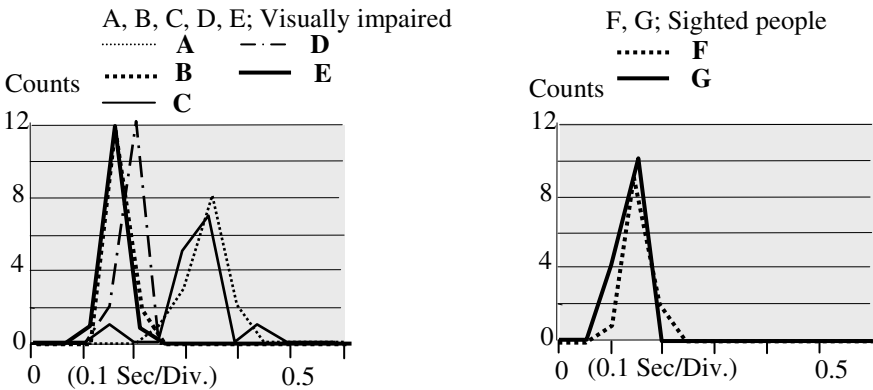 A, B, C, D, E; Visually impaired
A D
B E
C
Counts
12
8
4
0
0 (0.1 Sec/Div.) 0.5
F, G; Sighted people
F
G
Counts
12
8
4
0
0 (0.1 Sec/Div.) 0.5